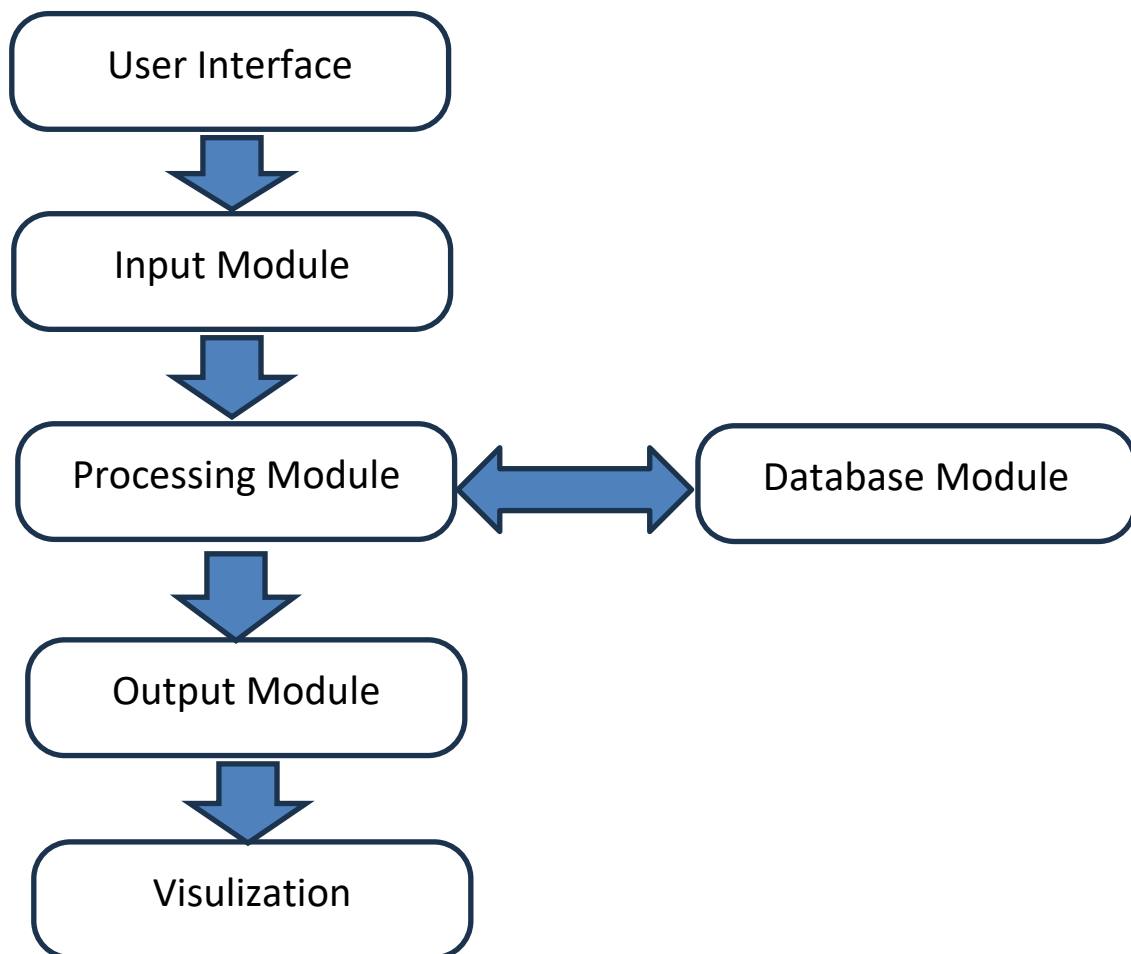 User Interface
Input Module
Processing Module
Database Module
Output Module
Visulization